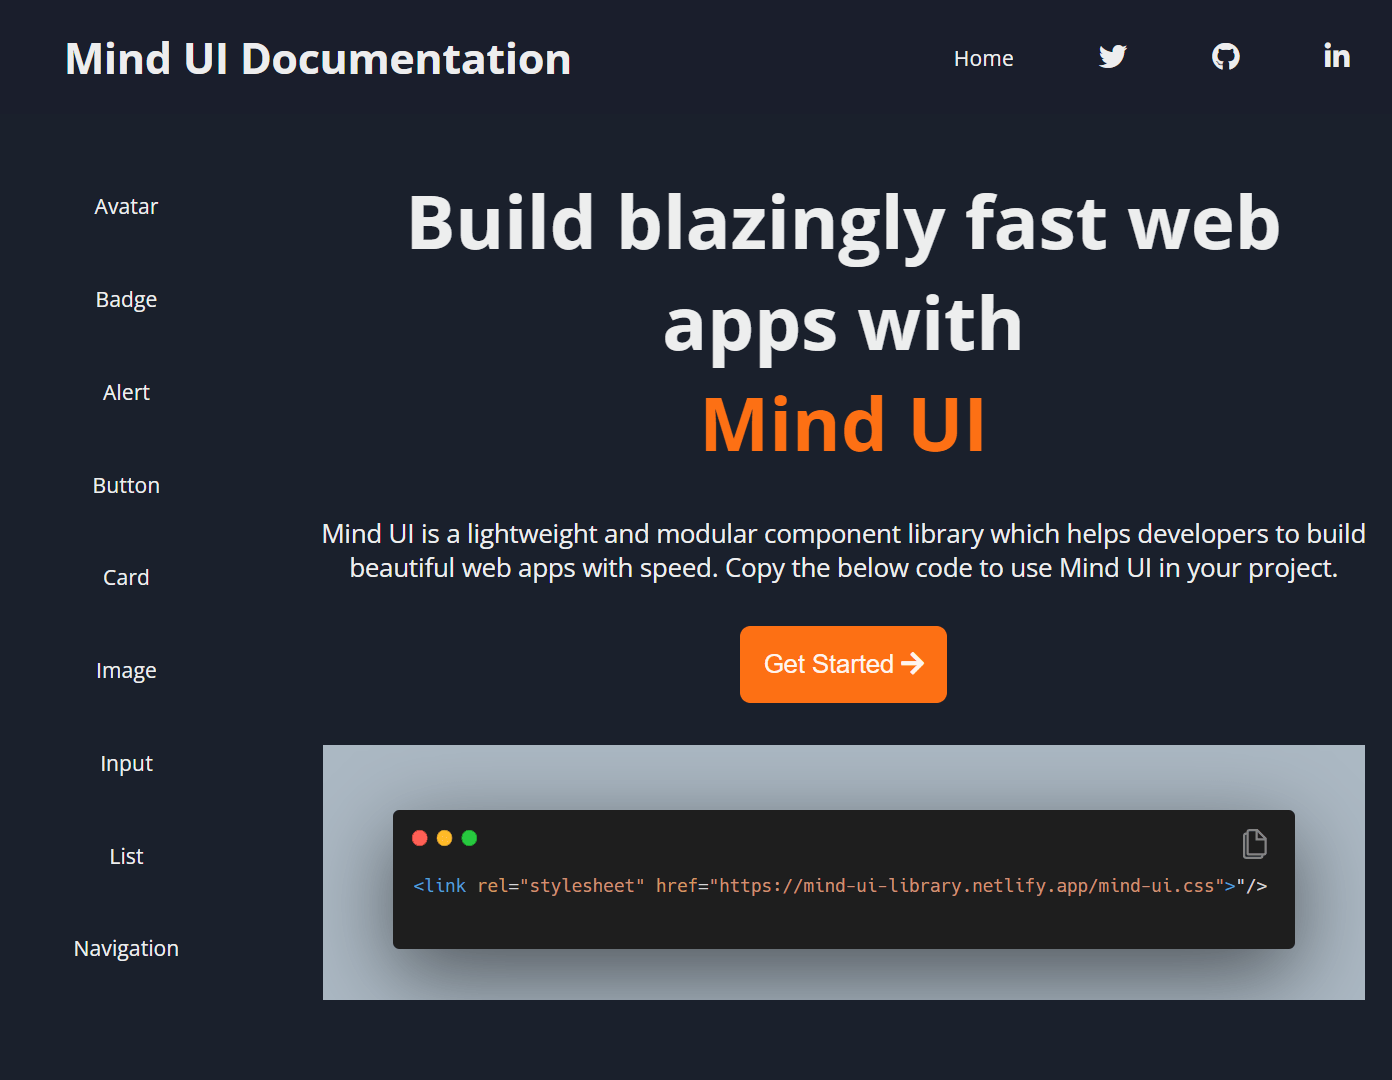 Mind UI Documentation
Home
Avatar
Badge
Alert
Button
Card
Image
Input
List
Navigation
Build blazingly fast web
apps with
Mind UI
Mind UI is a lightweight and modular component library which helps developers to build
beautiful web apps with speed. Copy the below code to use Mind UI in your project.
Get Started
<link rel="stylesheet" href="https://mind-ui-library.netlify.app/mind-ui.css">"/>